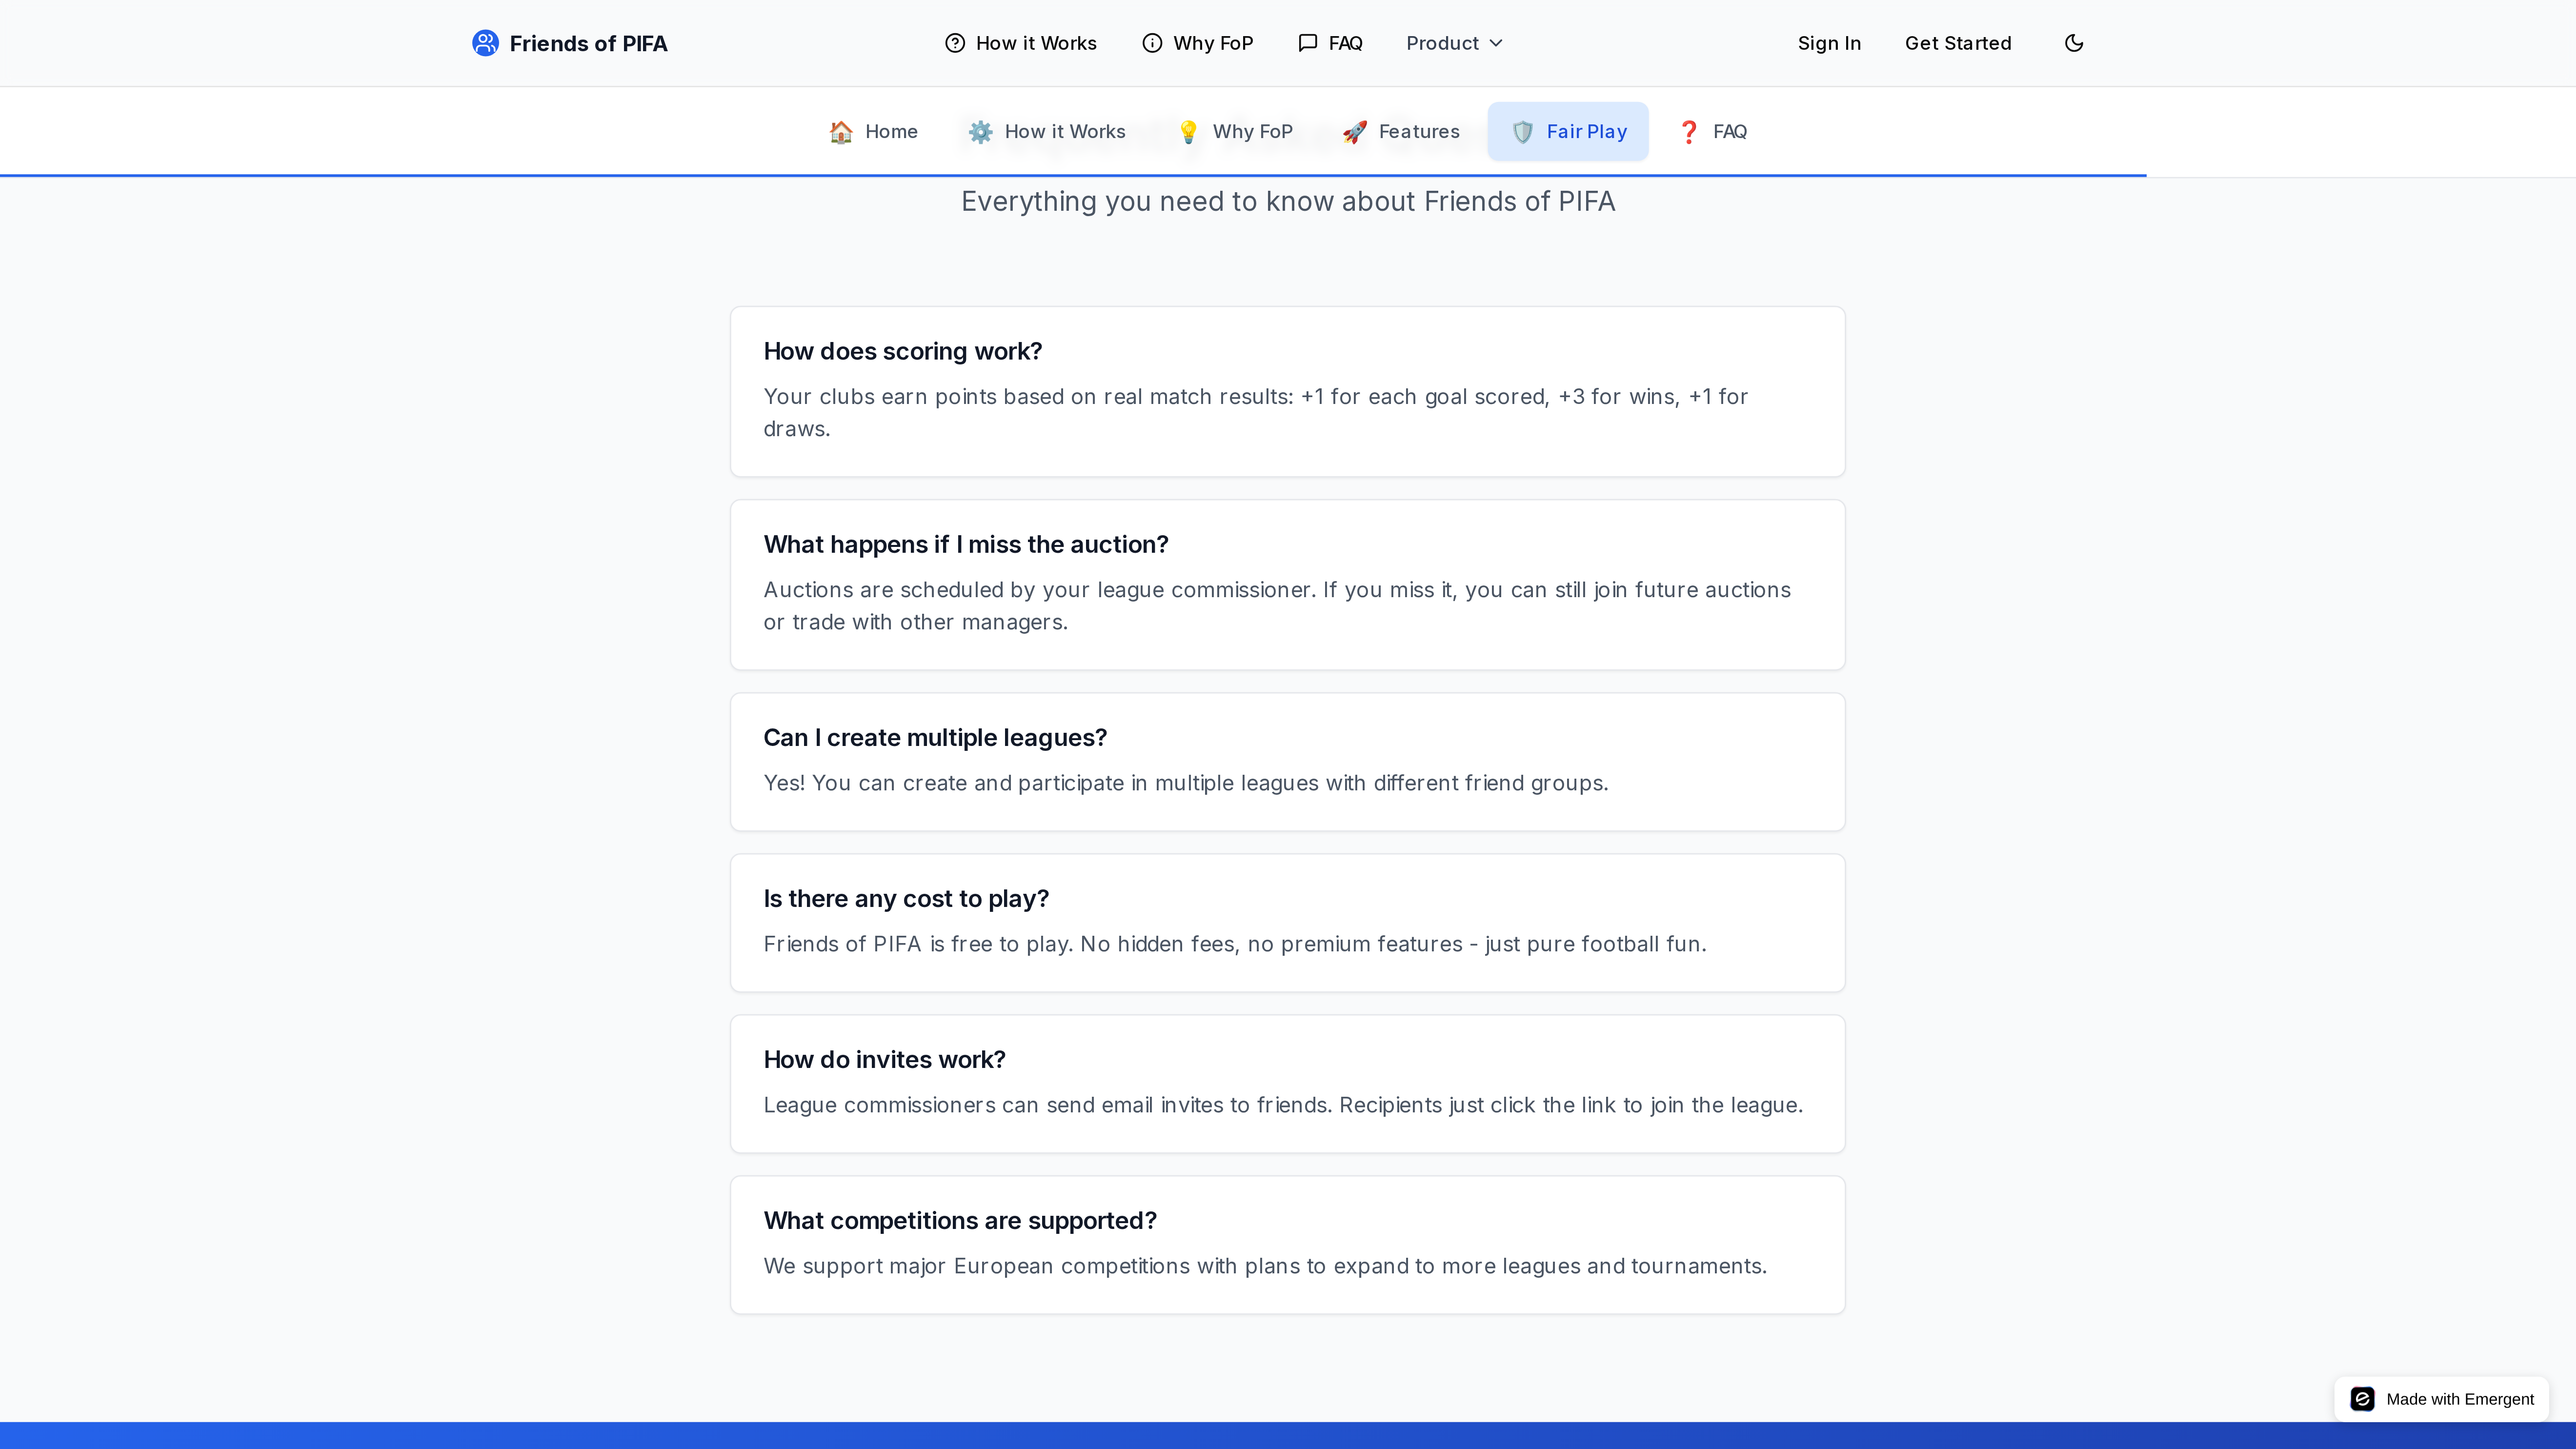 Friends of PIFA
How it Works
Why FoP
FAQ
Product
Sign In
Get Started
Home
How it Works
Why FoP
Features
Fair Play
FAQ
Everything you need to know about Friends of PIFA
How does scoring work?
Your clubs earn points based on real match results: +1 for each goal scored, +3 for wins, +1 for
draws.
What happens if I miss the auction?
Auctions are scheduled by your league commissioner. If you miss it, you can still join future auctions
or trade with other managers.
Can I create multiple leagues?
Yes! You can create and participate in multiple leagues with different friend groups.
Is there any cost to play?
Friends of PIFA is free to play. No hidden fees, no premium features - just pure football fun.
How do invites work?
League commissioners can send email invites to friends. Recipients just click the link to join the league.
What competitions are supported?
We support major European competitions with plans to expand to more leagues and tournaments.
Made with Emergent